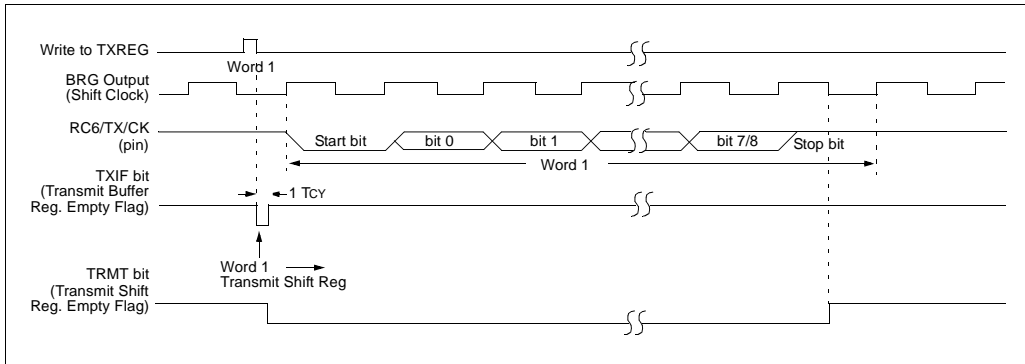 Write to TXREG
Word 1
BRG Output
(Shift Clock)
RC6/TX/CK
(pin)
Start bit
bit 0
bit 1
bit 7/8
Stop bit
Word 1
TXIF bit
(Transmit Buffer
Reg. Empty Flag)
1 TCY
Word 1
Transmit Shift Reg
TRMT bit
(Transmit Shift
Reg. Empty Flag)